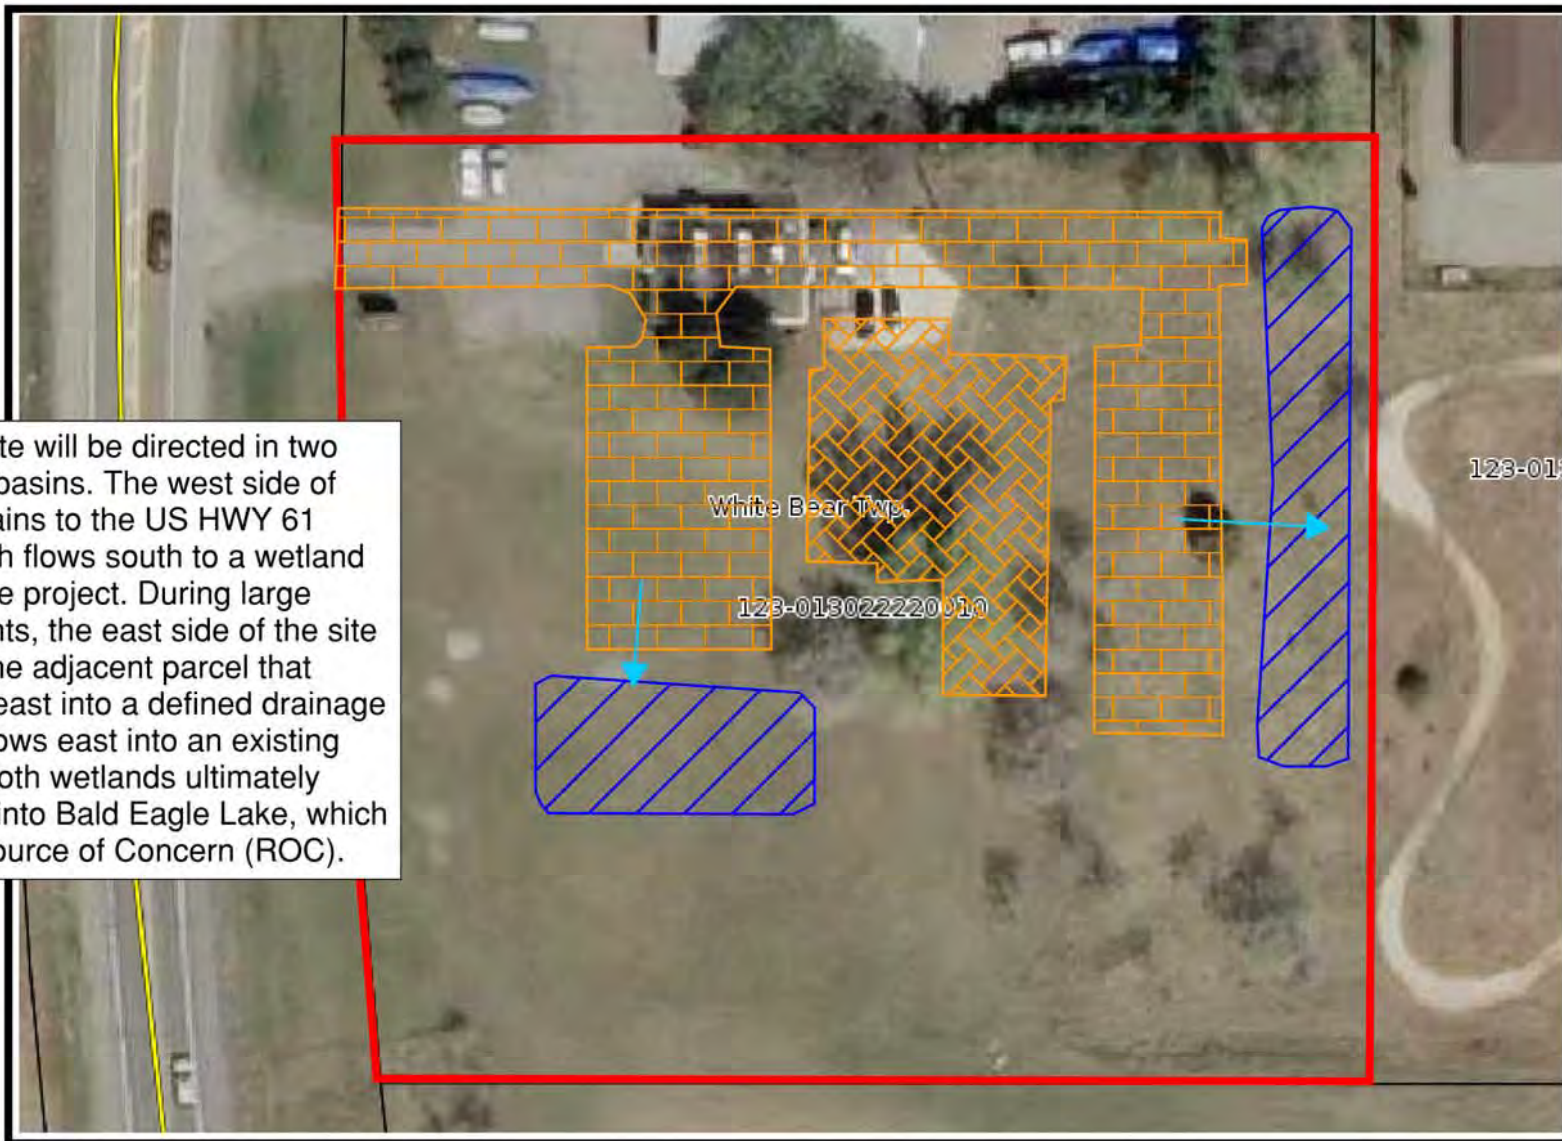 te will be directed in two
basins. The west side of
ains to the US HWY 61
h flows south to a wetland
e project. During large
nts, the east side of the site
ne adjacent parcel that
east into a defined drainage
ows east into an existing
oth wetlands ultimately
into Bald Eagle Lake, which
ource of Concern (ROC).
White Bear Twp.
123-013022220010
123-01